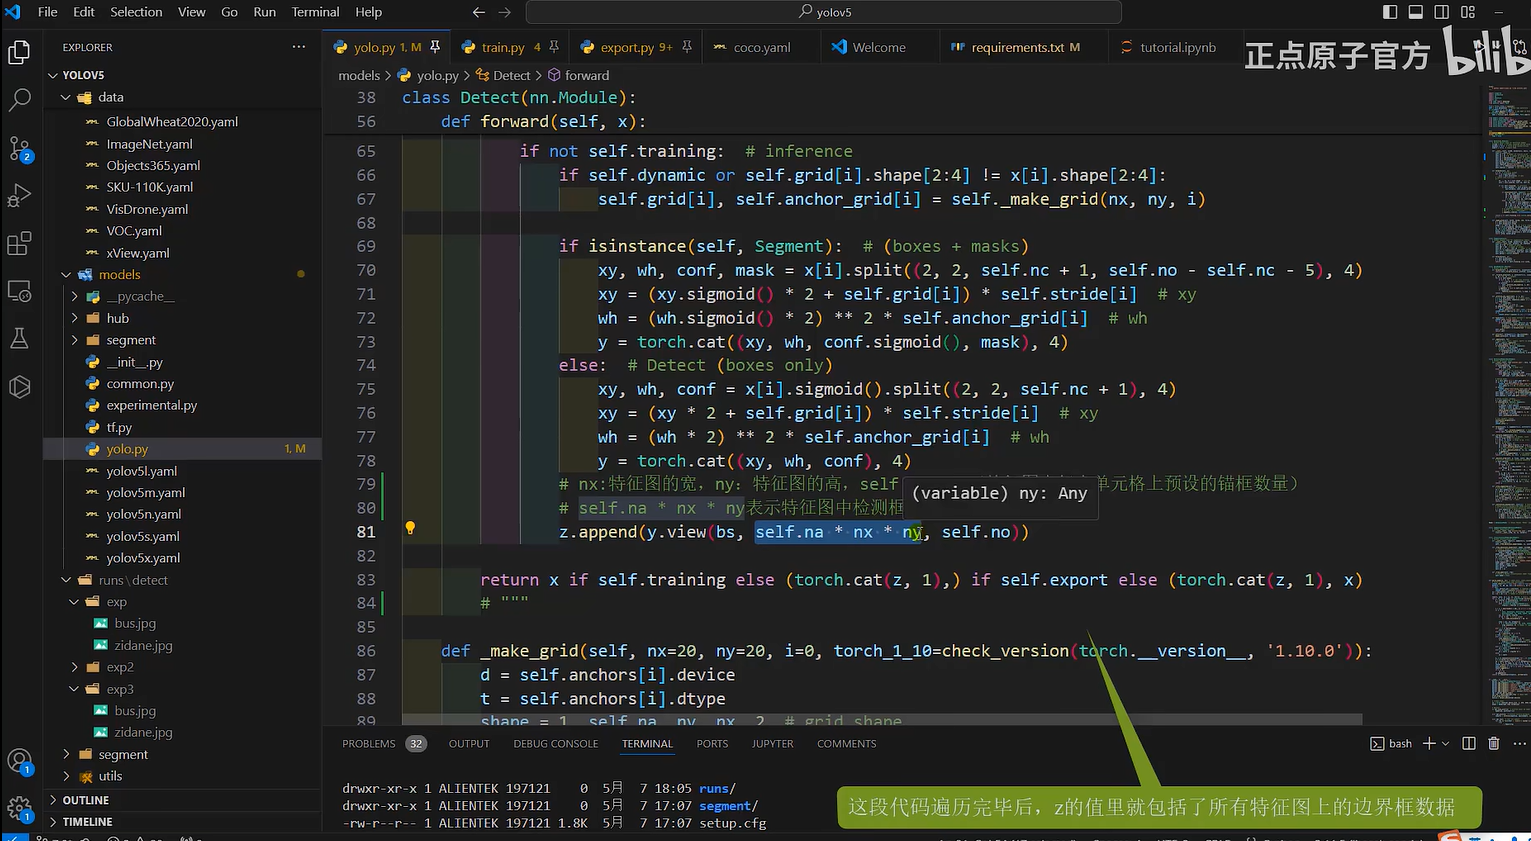 File Edit Selection View Go Run Terminal Help
yolov5
EXPLORER
yolo.py 1, M
train.py 4
export.py 9+
coco.yaml
Welcome
requirements.txt M
tutorial.ipynb
正点原子官方 bilib
YOLOV5
data
GlobalWheat2020.yaml
ImageNet.yaml
Objects365.yaml
SKU-110K.yaml
VisDrone.yaml
VOC.yaml
xView.yaml
models
__pycache__
hub
segment
__init__.py
common.py
experimental.py
tf.py
yolo.py 1, M
yolov5l.yaml
yolov5m.yaml
yolov5n.yaml
yolov5s.yaml
yolov5x.yaml
runs\detect
exp
bus.jpg
zidane.jpg
exp2
exp3
bus.jpg
zidane.jpg
segment
utils
OUTLINE
TIMELINE
2
1
1
models > yolo.py > Detect > forward
38 class Detect(nn.Module):
56 def forward(self, x):
65 if not self.training:  # inference
66 if self.dynamic or self.grid[i].shape[2:4] != x[i].shape[2:4]:
67 self.grid[i], self.anchor_grid[i] = self._make_grid(nx, ny, i)
68
69 if isinstance(self, Segment):  # (boxes + masks)
70 xy, wh, conf, mask = x[i].split((2, 2, self.nc + 1, self.no - self.nc - 5), 4)
71 xy = (xy.sigmoid() * 2 + self.grid[i]) * self.stride[i]  # xy
72 wh = (wh.sigmoid() * 2) ** 2 * self.anchor_grid[i]  # wh
73 y = torch.cat((xy, wh, conf.sigmoid(), mask), 4)
74 else:  # Detect (boxes only)
75 xy, wh, conf = x[i].sigmoid().split((2, 2, self.nc + 1), 4)
76 xy = (xy * 2 + self.grid[i]) * self.stride[i]  # xy
77 wh = (wh * 2) ** 2 * self.anchor_grid[i]  # wh
78 y = torch.cat((xy, wh, conf), 4)
79 # nx:特征图的宽，ny：特征图的高，self 单元格上预设的锚框数量）
(variable) ny: Any
80 # self.na * nx * ny表示特征图中检测框
81 z.append(y.view(bs, self.na * nx * ny, self.no))
82
83 return x if self.training else (torch.cat(z, 1),) if self.export else (torch.cat(z, 1), x)
84 # """
85
86 def _make_grid(self, nx=20, ny=20, i=0, torch_1_10=check_version(torch.__version__, '1.10.0')):
87 d = self.anchors[i].device
88 t = self.anchors[i].dtype
89 shape = 1, self.na, ny, nx, 2  # grid shape
PROBLEMS 32 OUTPUT DEBUG CONSOLE TERMINAL PORTS JUPYTER COMMENTS
bash
drwxr-xr-x 1 ALIENTEK 197121 0 5月 7 18:05 runs/
drwxr-xr-x 1 ALIENTEK 197121 0 5月 7 17:07 segment/
-rw-r--r-- 1 ALIENTEK 197121 1.8K 5月 7 17:07 setup.cfg
这段代码遍历完毕后，z的值里就包括了所有特征图上的边界框数据